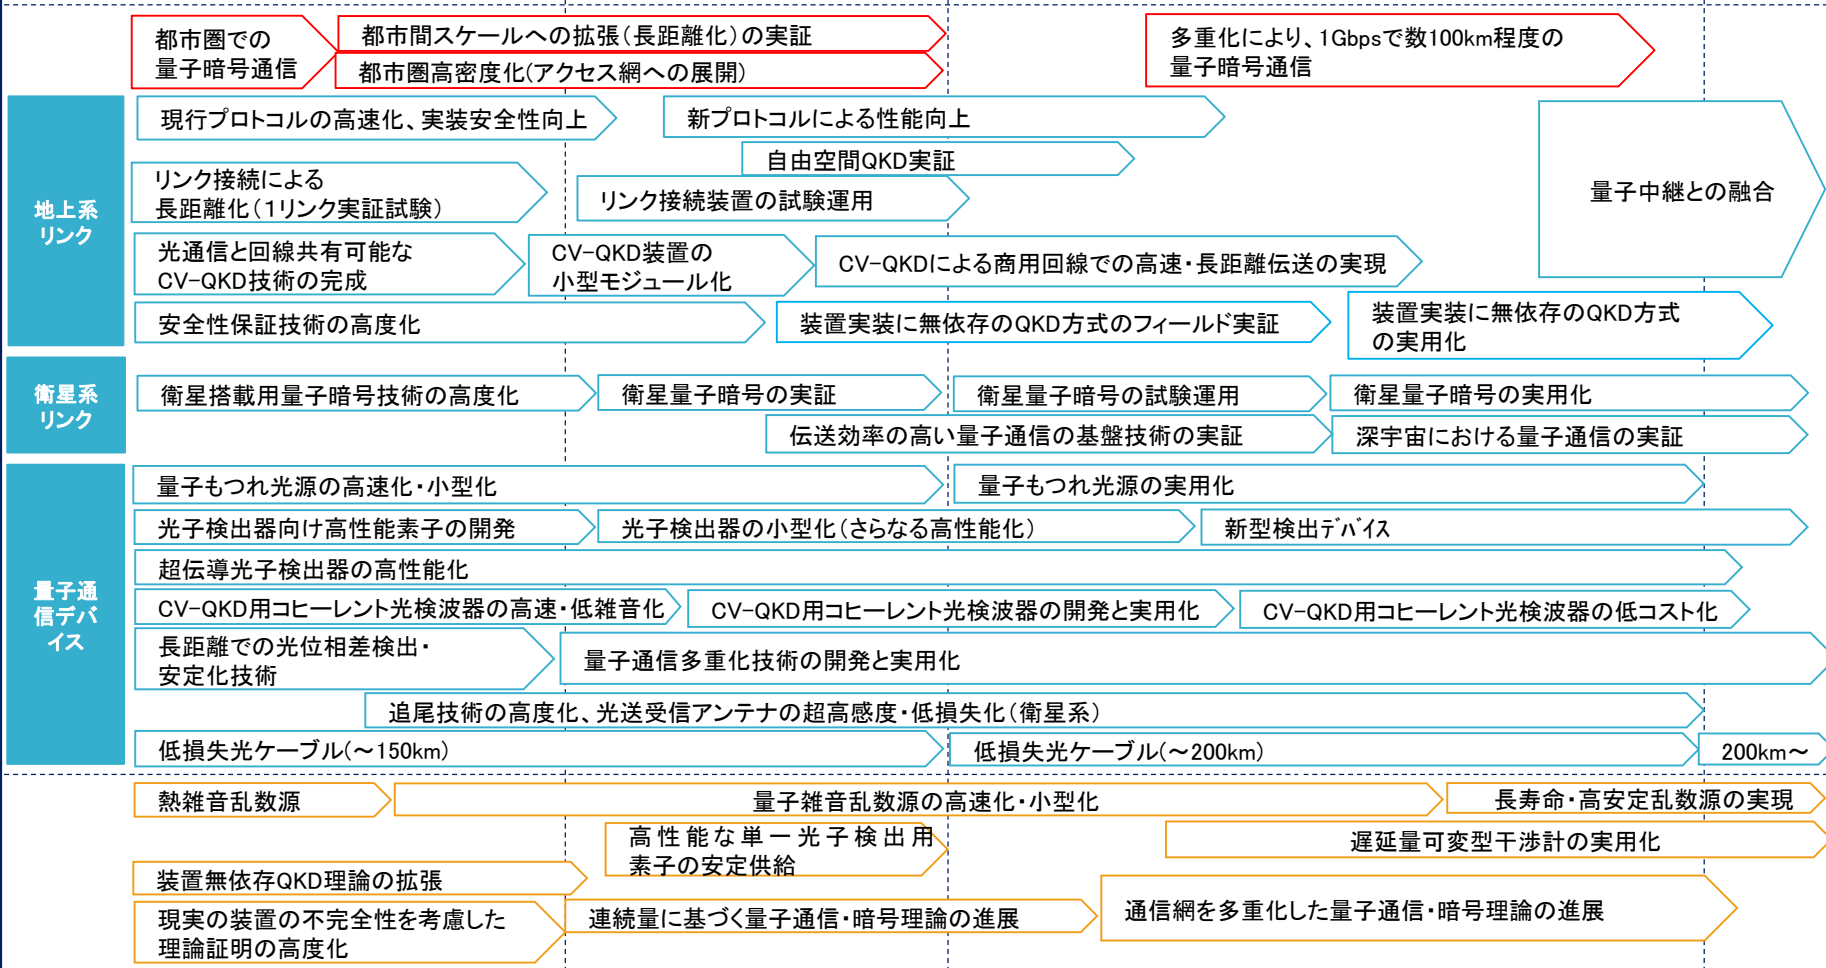 都市圏での
量子暗号通信
都市間スケールへの拡張(長距離化)の実証
都市圏高密度化(アクセス網への展開)
多重化により、1Gbpsで数100km程度の
量子暗号通信
地上系
リンク
現行プロトコルの高速化、実装安全性向上
新プロトコルによる性能向上
自由空間QKD実証
リンク接続による
長距離化(1リンク実証試験)
リンク接続装置の試験運用
量子中継との融合
光通信と回線共有可能な
CV-QKD技術の完成
CV-QKD装置の
小型モジュール化
CV-QKDによる商用回線での高速・長距離伝送の実現
安全性保証技術の高度化
装置実装に無依存のQKD方式のフィールド実証
装置実装に無依存のQKD方式
の実用化
衛星系
リンク
衛星搭載用量子暗号技術の高度化
衛星量子暗号の実証
衛星量子暗号の試験運用
衛星量子暗号の実用化
伝送効率の高い量子通信の基盤技術の実証
深宇宙における量子通信の実証
量子通
信デバ
イス
量子もつれ光源の高速化・小型化
量子もつれ光源の実用化
光子検出器向け高性能素子の開発
光子検出器の小型化(さらなる高性能化)
新型検出デバイス
超伝導光子検出器の高性能化
CV-QKD用コヒーレント光検波器の高速・低雑音化
CV-QKD用コヒーレント光検波器の開発と実用化
CV-QKD用コヒーレント光検波器の低コスト化
長距離での光位相差検出・
安定化技術
量子通信多重化技術の開発と実用化
追尾技術の高度化、光送受信アンテナの超高感度・低損失化(衛星系)
低損失光ケーブル(～150km)
低損失光ケーブル(～200km)
200km～
熱雑音乱数源
量子雑音乱数源の高速化・小型化
長寿命・高安定乱数源の実現
高性能な単一光子検出用
素子の安定供給
遅延量可変型干渉計の実用化
装置無依存QKD理論の拡張
現実の装置の不完全性を考慮した
理論証明の高度化
連続量に基づく量子通信・暗号理論の進展
通信網を多重化した量子通信・暗号理論の進展